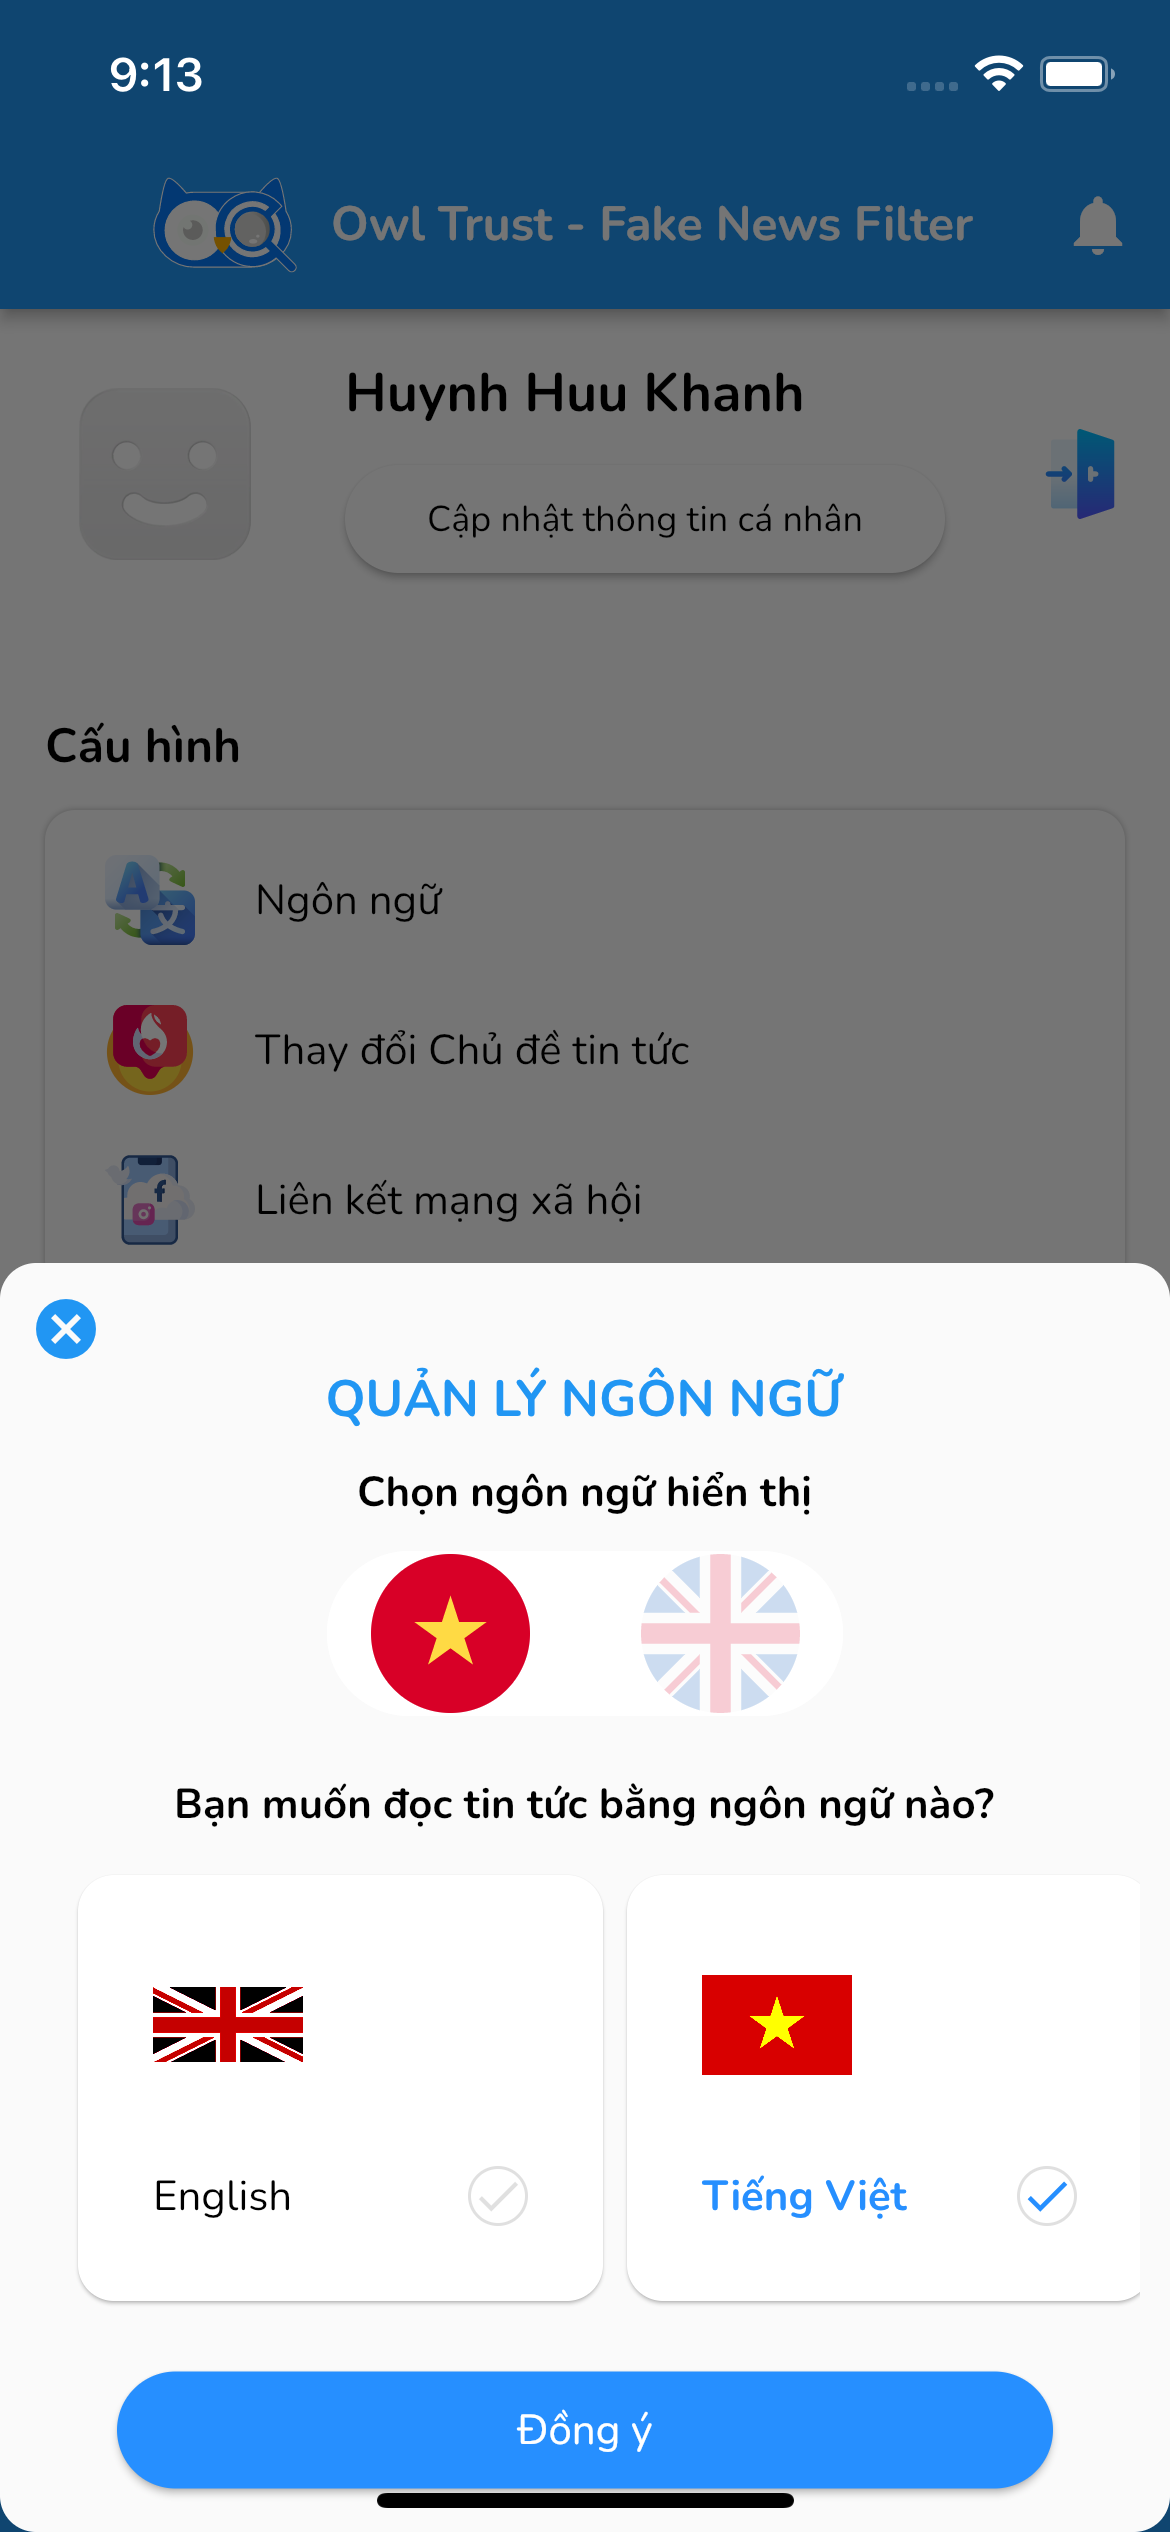 9:13
Owl Trust - Fake News Filter
Huynh Huu Khanh
Cập nhật thông tin cá nhân
Cấu hình
Ngôn ngữ
Thay đổi Chủ đề tin tức
Liên kết mạng xã hội
QUẢN LÝ NGÔN NGỮ
Chọn ngôn ngữ hiển thị
Bạn muốn đọc tin tức bằng ngôn ngữ nào?
English
Tiếng Việt
Đồng ý